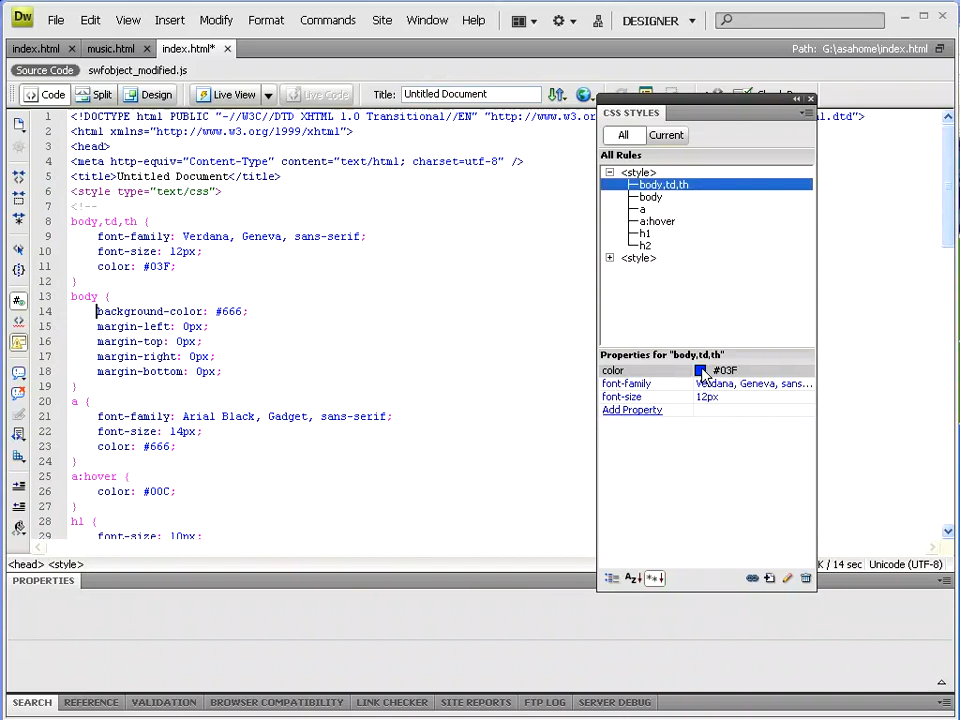 Dw File Edit View Insert Modify Format Commands Site Window Help DESIGNER
index.html music.html index.html* Path: G:\asahome\index.html
Source Code swfobject_modified.js
Code Split Design Live View Live Code Title: Untitled Document
1 <!DOCTYPE html PUBLIC "-//W3C//DTD XHTML 1.0 Transitional//EN" "http://www.w3.o
2 <html xmlns="http://www.w3.org/1999/xhtml">
3 <head>
4 <meta http-equiv="Content-Type" content="text/html; charset=utf-8" />
5 <title>Untitled Document</title>
6 <style type="text/css">
7 <!--
8 body,td,th {
9 font-family: Verdana, Geneva, sans-serif;
10 font-size: 12px;
11 color: #03F;
12 }
13 body {
14 background-color: #666;
15 margin-left: 0px;
16 margin-top: 0px;
17 margin-right: 0px;
18 margin-bottom: 0px;
19 }
20 a {
21 font-family: Arial Black, Gadget, sans-serif;
22 font-size: 14px;
23 color: #666;
24 }
25 a:hover {
26 color: #00C;
27 }
28 h1 {
29 font-size: 10px;
l.dtd">
CSS STYLES
All Current
All Rules
<style>
body,td,th
body
a
a:hover
h1
h2
<style>
Properties for "body,td,th"
color #03F
font-family Verdana, Geneva, sans...
font-size 12px
Add Property
<head> <style>
K / 14 sec Unicode (UTF-8)
PROPERTIES
SEARCH REFERENCE VALIDATION BROWSER COMPATIBILITY LINK CHECKER SITE REPORTS FTP LOG SERVER DEBUG